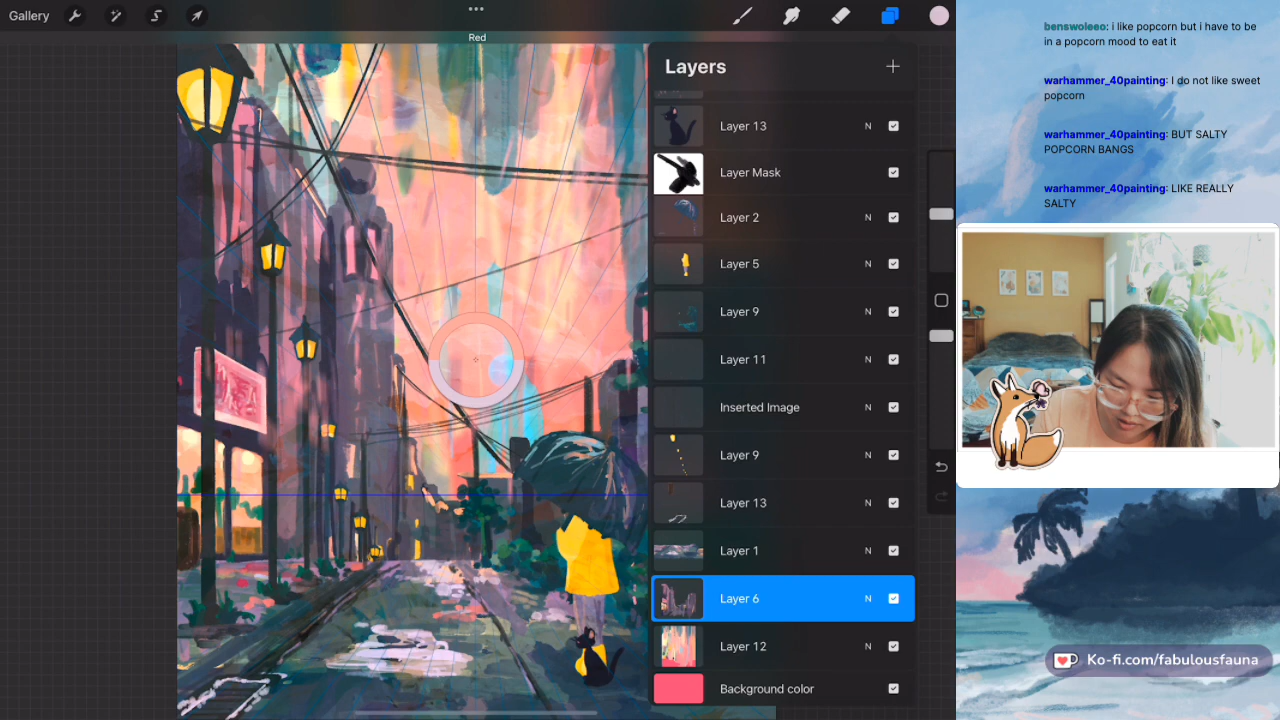 Gallery
Red
Layers
Layer 13
N
Layer Mask
Layer 2
N
Layer 5
N
Layer 9
N
Layer 11
N
Inserted Image
N
Layer 9
N
Layer 13
N
Layer 1
N
Layer 6
N
Layer 12
N
Background color
benswoleeo: i like popcorn but i have to be
in a popcorn mood to eat it
warhammer_40painting: I do not like sweet
popcorn
warhammer_40painting: BUT SALTY
POPCORN BANGS
warhammer_40painting: LIKE REALLY
SALTY
Ko-fi.com/fabulousfauna